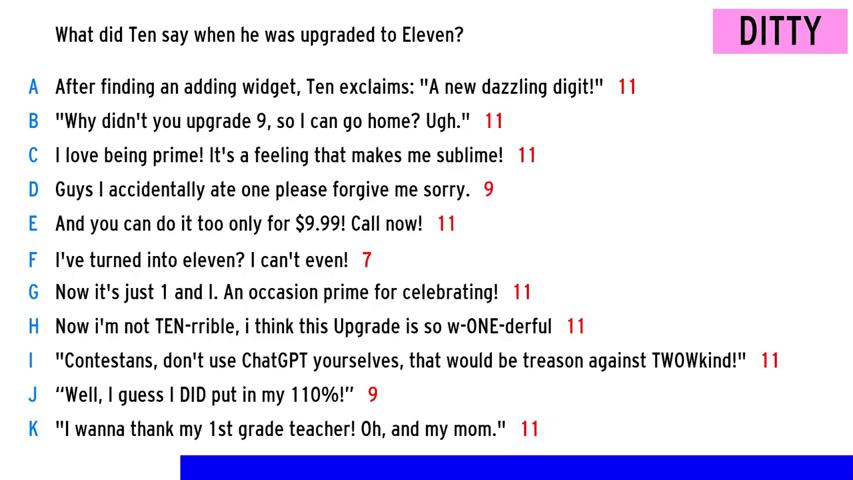 What did Ten say when he was upgraded to Eleven?
DITTY
A After finding an adding widget, Ten exclaims: "A new dazzling digit!" 11
B "Why didn't you upgrade 9, so I can go home? Ugh." 11
C I love being prime! It's a feeling that makes me sublime! 11
D Guys I accidentally ate one please forgive me sorry. 9
E And you can do it too only for $9.99! Call now! 11
F I've turned into eleven? I can't even! 7
G Now it's just 1 and I. An occasion prime for celebrating! 11
H Now i'm not TEN-rrible, i think this Upgrade is so w-ONE-derful 11
I "Contestans, don't use ChatGPT yourselves, that would be treason against TWOWkind!" 11
J “Well, I guess I DID put in my 110%!” 9
K "I wanna thank my 1st grade teacher! Oh, and my mom." 11